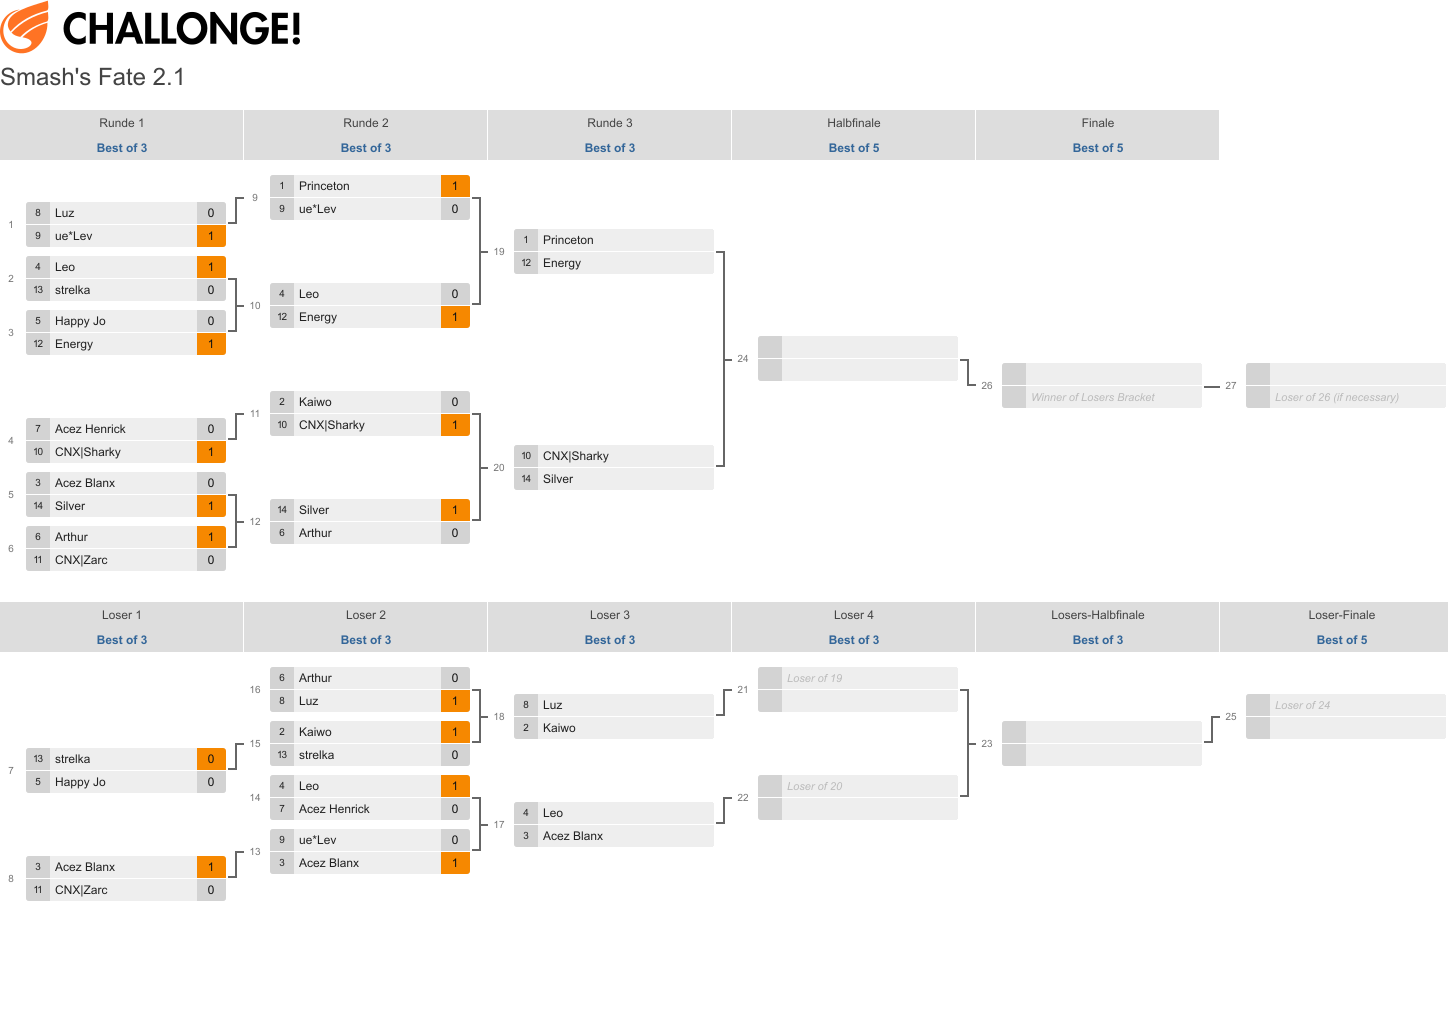 CHALLONGE!
Smash's Fate 2.1
Runde 1 Runde 2 Runde 3 Halbfinale Finale
Best of 3 Best of 3 Best of 3 Best of 5 Best of 5
1
8 Luz 0
9 ue*Lev 1
2
4 Leo 1
13 strelka 0
3
5 Happy Jo 0
12 Energy 1
4
7 Acez Henrick 0
10 CNX|Sharky 1
5
3 Acez Blanx 0
14 Silver 1
6
6 Arthur 1
11 CNX|Zarc 0
9
1 Princeton 1
9 ue*Lev 0
10
4 Leo 0
12 Energy 1
11
2 Kaiwo 0
10 CNX|Sharky 1
12
14 Silver 1
6 Arthur 0
19
1 Princeton
12 Energy
20
10 CNX|Sharky
14 Silver
24
26
Winner of Losers Bracket
27
Loser of 26 (if necessary)
Loser 1 Loser 2 Loser 3 Loser 4 Losers-Halbfinale Loser-Finale
Best of 3 Best of 3 Best of 3 Best of 3 Best of 3 Best of 5
7
13 strelka 0
5 Happy Jo 0
8
3 Acez Blanx 1
11 CNX|Zarc 0
16
6 Arthur 0
8 Luz 1
15
2 Kaiwo 1
13 strelka 0
14
4 Leo 1
7 Acez Henrick 0
13
9 ue*Lev 0
3 Acez Blanx 1
18
8 Luz
2 Kaiwo
17
4 Leo
3 Acez Blanx
21
Loser of 19
22
Loser of 20
23
25
Loser of 24